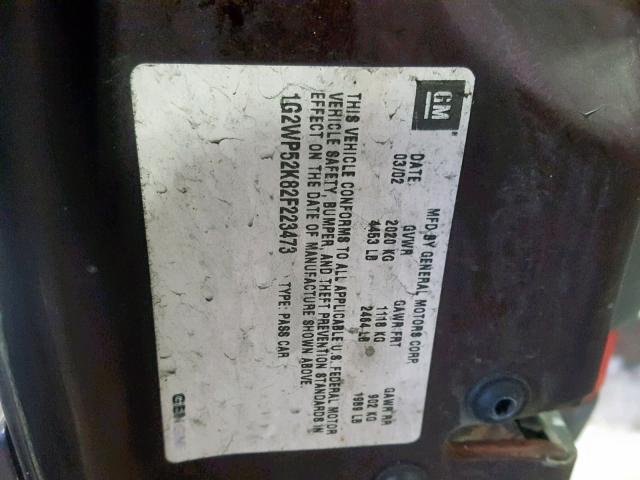 GM
MFD BY GENERAL MOTORS CORP
DATE GVWR GAWR FRT GAWR RR
03/02 2020 KG 1118 KG 902 KG
4453 LB 2464 LB 1989 LB
THIS VEHICLE CONFORMS TO ALL APPLICABLE U.S. FEDERAL MOTOR
VEHICLE SAFETY, BUMPER, AND THEFT PREVENTION STANDARDS IN
EFFECT ON THE DATE OF MANUFACTURE SHOWN ABOVE.
1G2WP52K82F223473 TYPE: PASS CAR